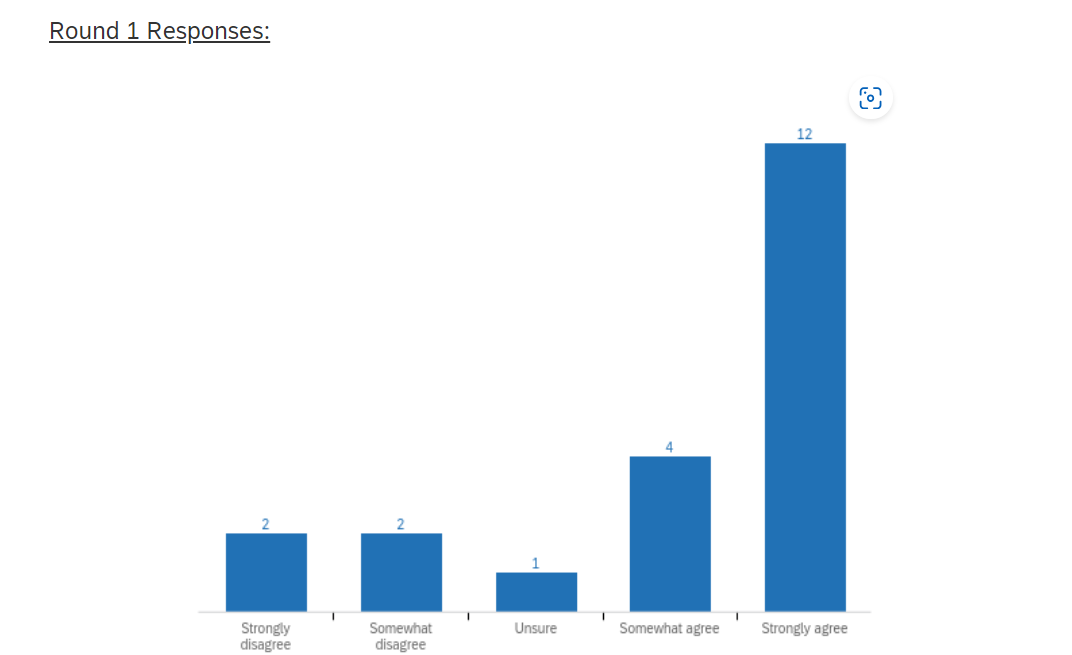 Round 1 Responses:
12
4
2 2
1
Strongly disagree
Somewhat disagree
Unsure
Somewhat agree
Strongly agree